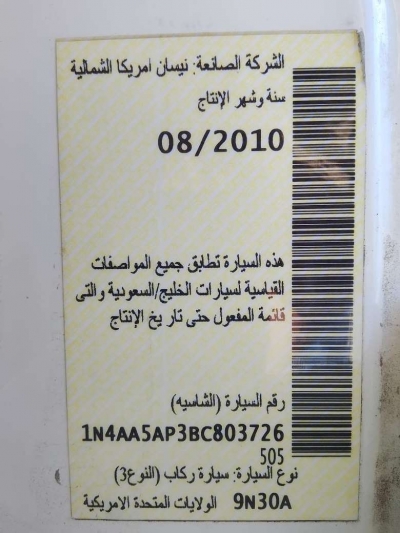 الشركة الصانعة: نيسان امريكا الشمالية
سنة وشهر الإنتاج
08/2010
هذه السيارة تطابق جميع المواصفات
القياسية لسيارات الخليج/السعودية والتى
قائمة المفعول حتى تاريخ الإنتاج
رقم السيارة (الشاسيه)
1N4AA5AP3BC803726
505
نوع السيارة: سيارة ركاب (النوع3)
9N30A الولايات المتحدة الامريكية